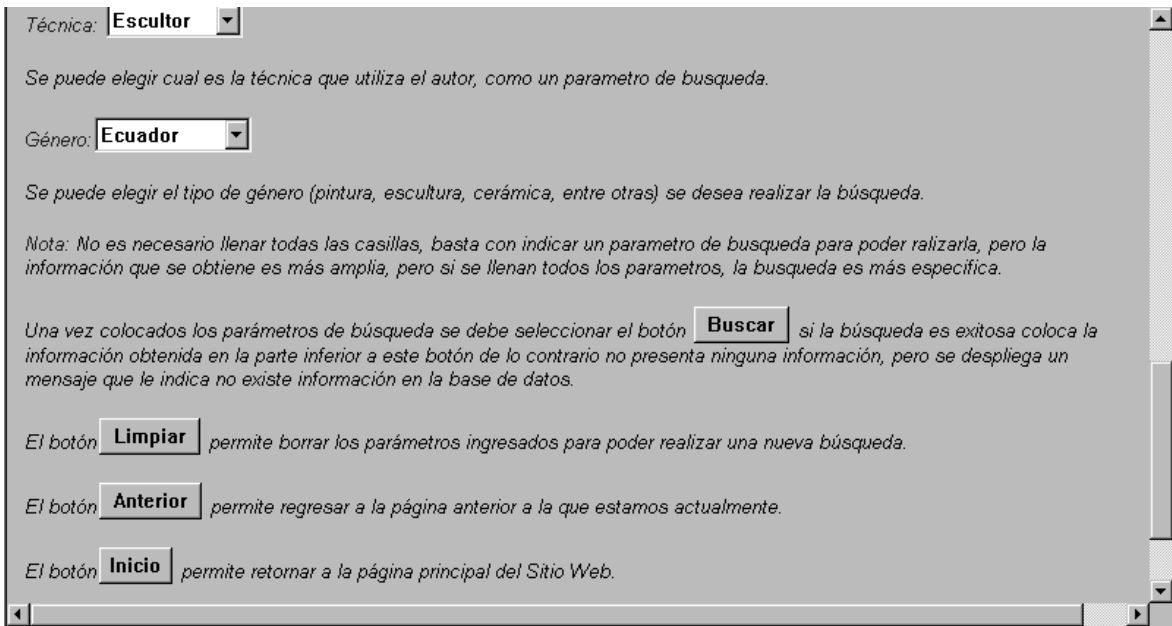 Técnica: Escultor
Se puede elegir cual es la técnica que utiliza el autor, como un parametro de busqueda.
Género: Ecuador
Se puede elegir el tipo de género (pintura, escultura, cerámica, entre otras) se desea realizar la búsqueda.
Nota: No es necesario llenar todas las casillas, basta con indicar un parametro de busqueda para poder ralizarla, pero la
información que se obtiene es más amplia, pero si se llenan todos los parametros, la busqueda es más específica.
Una vez colocados los parámetros de búsqueda se debe seleccionar el botón Buscar si la búsqueda es exitosa coloca la
información obtenida en la parte inferior a este botón de lo contrario no presenta ninguna información, pero se despliega un
mensaje que le indica no existe información en la base de datos.
El botón Limpiar permite borrar los parámetros ingresados para poder realizar una nueva búsqueda.
El botón Anterior permite regresar a la página anterior a la que estamos actualmente.
El botón Inicio permite retornar a la página principal del Sitio Web.